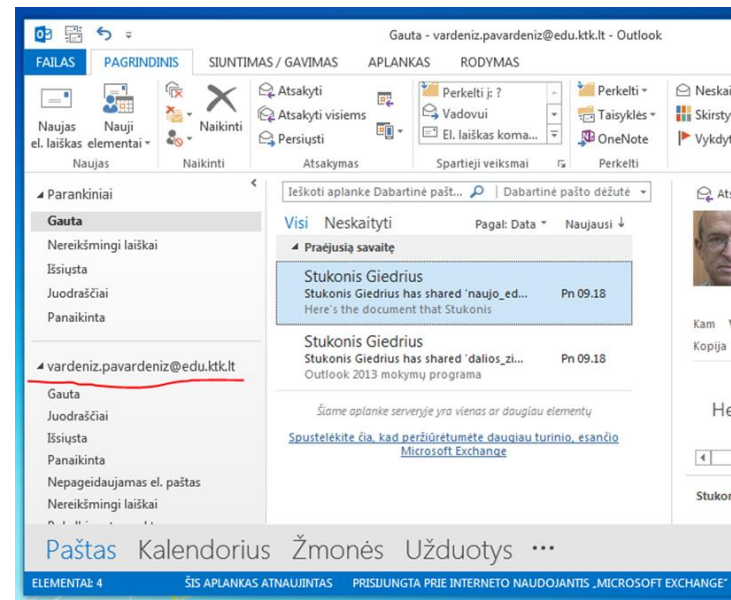 Gauta - vardeniz.pavardeniz@edu.ktk.lt - Outlook
FAILAS PAGRINDINIS SIUNTIMAS / GAVIMAS APLANKAS RODYMAS
Naujas el. laiškas
Nauji elementai
Naujas
Naikinti
Naikinti
Atsakyti
Atsakyti visiems
Persiųsti
Atsakymas
Perkelti į: ?
Vadovui
El. laiškas koma...
Spartieji veiksmai
Perkelti
Taisyklės
OneNote
Perkelti
Parankiniai
Gauta
Nereikšmingi laiškai
Išsiųsta
Juodraščiai
Panaikinta
vardeniz.pavardeniz@edu.ktk.lt
Gauta
Juodraščiai
Išsiųsta
Panaikinta
Nepageidaujamas el. paštas
Nereikšmingi laiškai
Ieškoti aplanke Dabartinė pašt... Dabartinė pašto dėžutė
Visi Neskaityti Pagal: Data Naujausi
Praėjusią savaitę
Stukonis Giedrius
Stukonis Giedrius has shared 'naujo_ed... Pn 09.18
Here's the document that Stukonis
Stukonis Giedrius
Stukonis Giedrius has shared 'dalios_zi... Pn 09.18
Outlook 2013 mokymų programa
Šiame aplanke serveryje yra vienas ar daugiau elementų
Spustelėkite čia, kad peržiūrėtumėte daugiau turinio, esančio
Microsoft Exchange
Kam
Kopija
Paštas Kalendorius Žmonės Užduotys ...
ELEMENTAI: 4 ŠIS APLANKAS ATNAUJINTAS PRISIJUNGTA PRIE INTERNETO NAUDOJANTIS „MICROSOFT EXCHANGE“